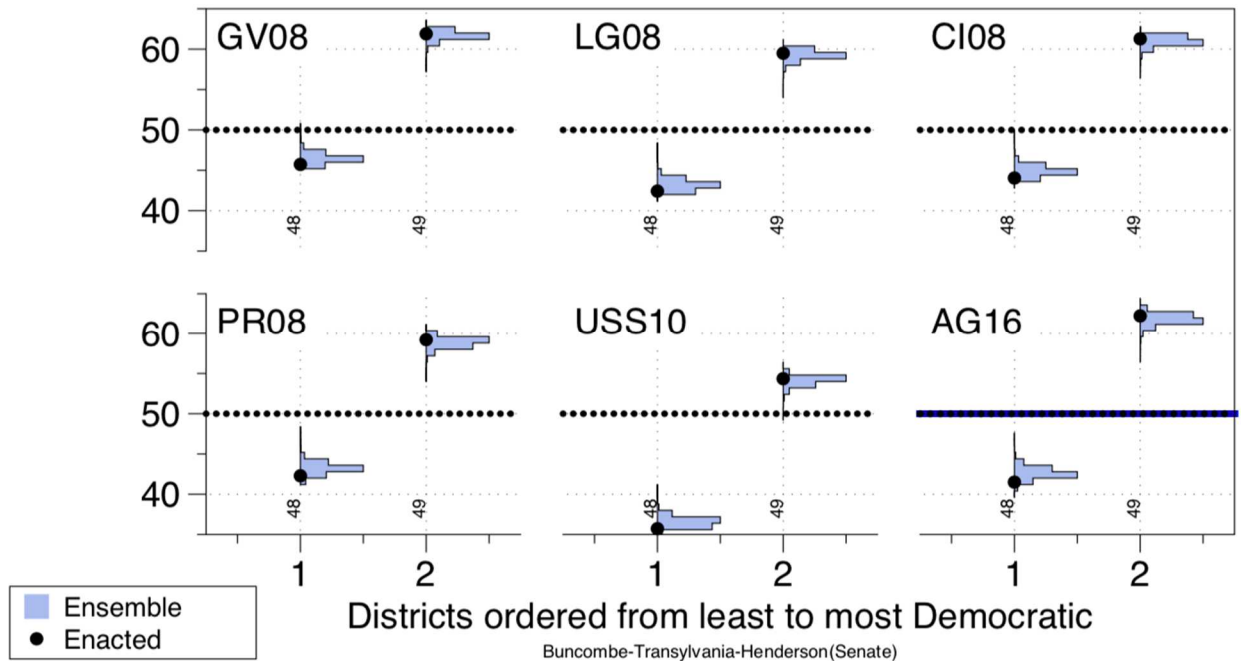 GV08 LG08 CI08
60
50
40
48 49 48 49 48 49
PR08 USS10 AG16
60
50
40
48 49 48 49 48 49
1 2 1 2 1 2
Ensemble
Enacted
Districts ordered from least to most Democratic
Buncombe-Transylvania-Henderson(Senate)